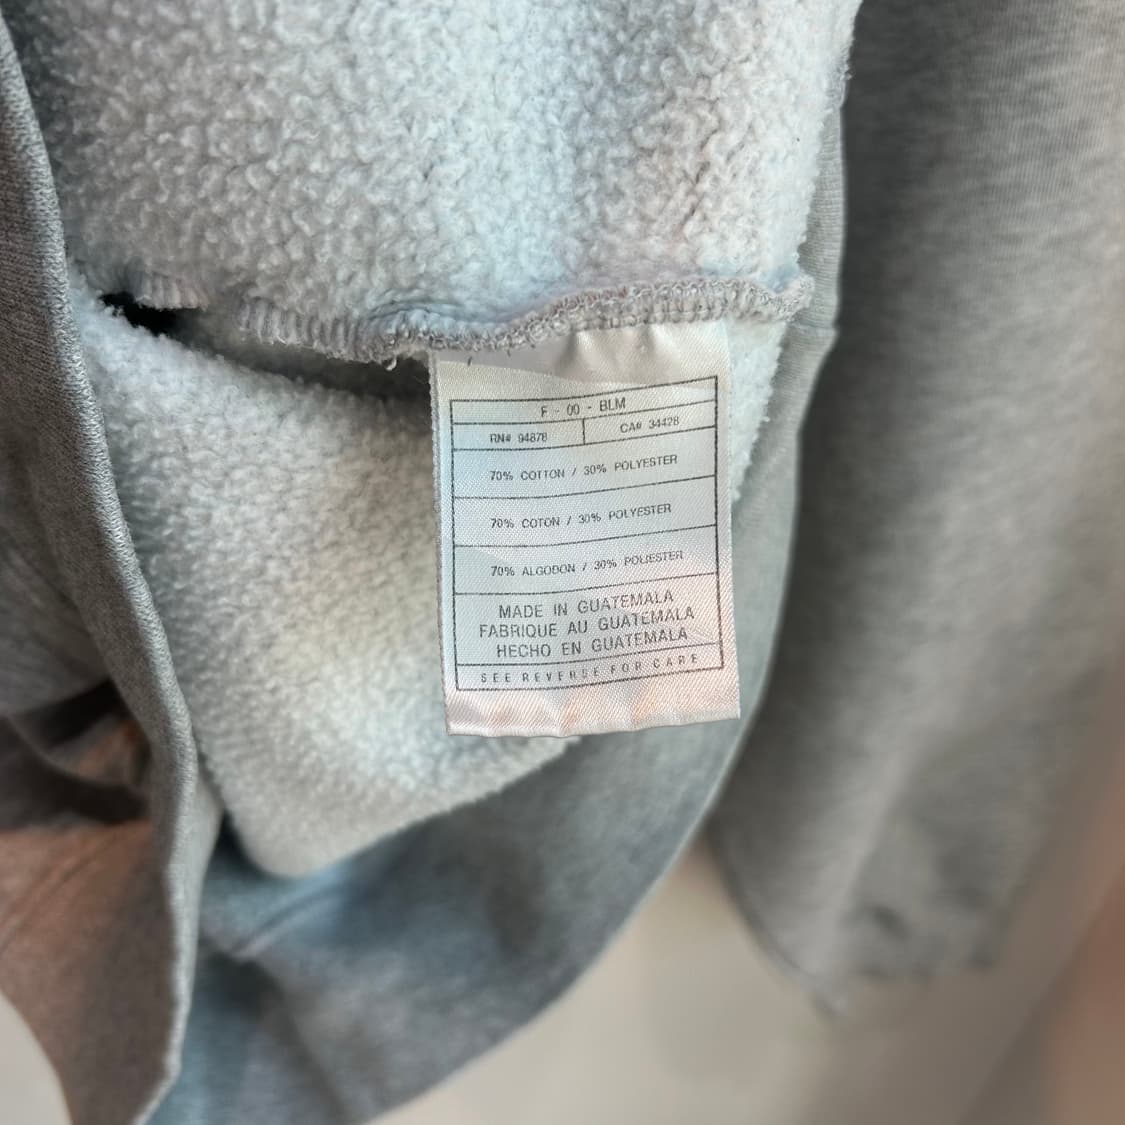 F - 00 - BLM
RN# 94878
CA# 34428
70% COTTON / 30% POLYESTER
70% COTON / 30% POLYESTER
70% ALGODON / 30% POLIESTER
MADE IN GUATEMALA
FABRIQUE AU GUATEMALA
HECHO EN GUATEMALA
SEE REVERSE FOR CARE